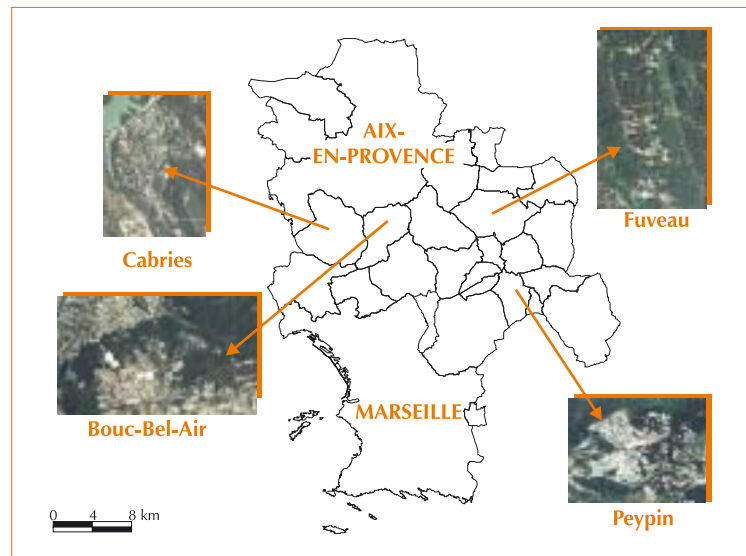 AIX-
EN-PROVENCE
Fuveau
Cabries
Bouc-Bel-Air
MARSEILLE
Peypin
0 4 8 km